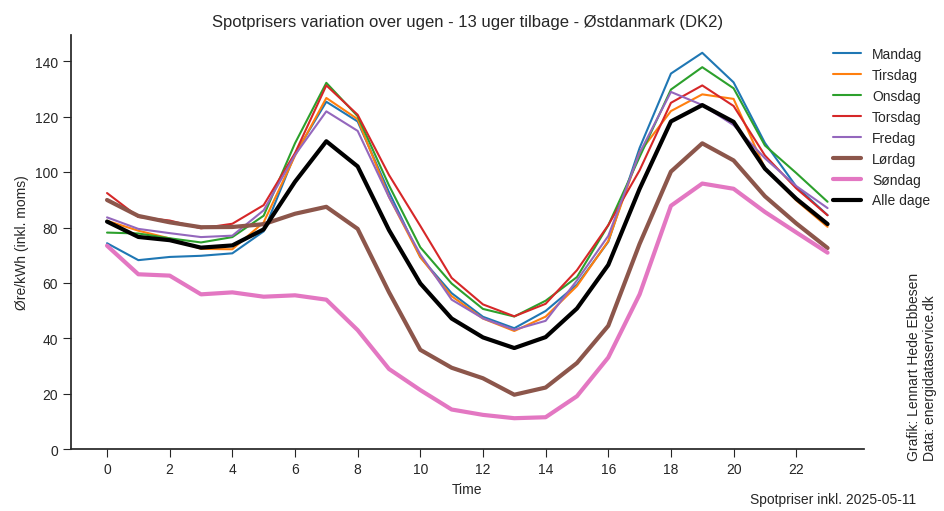 Spotprisers variation over ugen - 13 uger tilbage - Østdanmark (DK2)
Øre/kWh (inkl. moms)
140
120
100
80
60
40
20
0
0 2 4 6 8 10 12 14 16 18 20 22
Time
Mandag
Tirsdag
Onsdag
Torsdag
Fredag
Lørdag
Søndag
Alle dage
Grafik: Lennart Hede Ebbesen
Data: energidataservice.dk
Spotpriser inkl. 2025-05-11